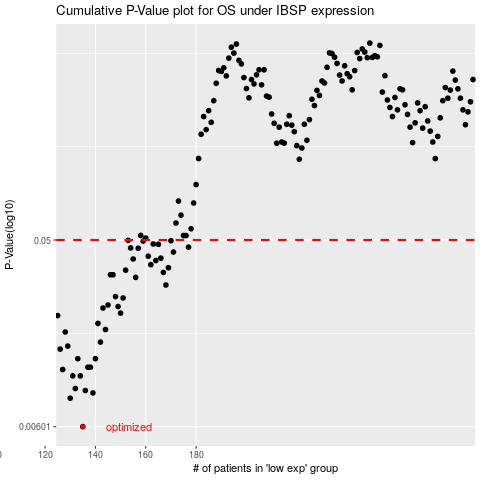 Cumulative P-Value plot for OS under IBSP expression
P-Value(log10)
0.05
0.00601
optimized
0
120
140
160
180
# of patients in 'low exp' group